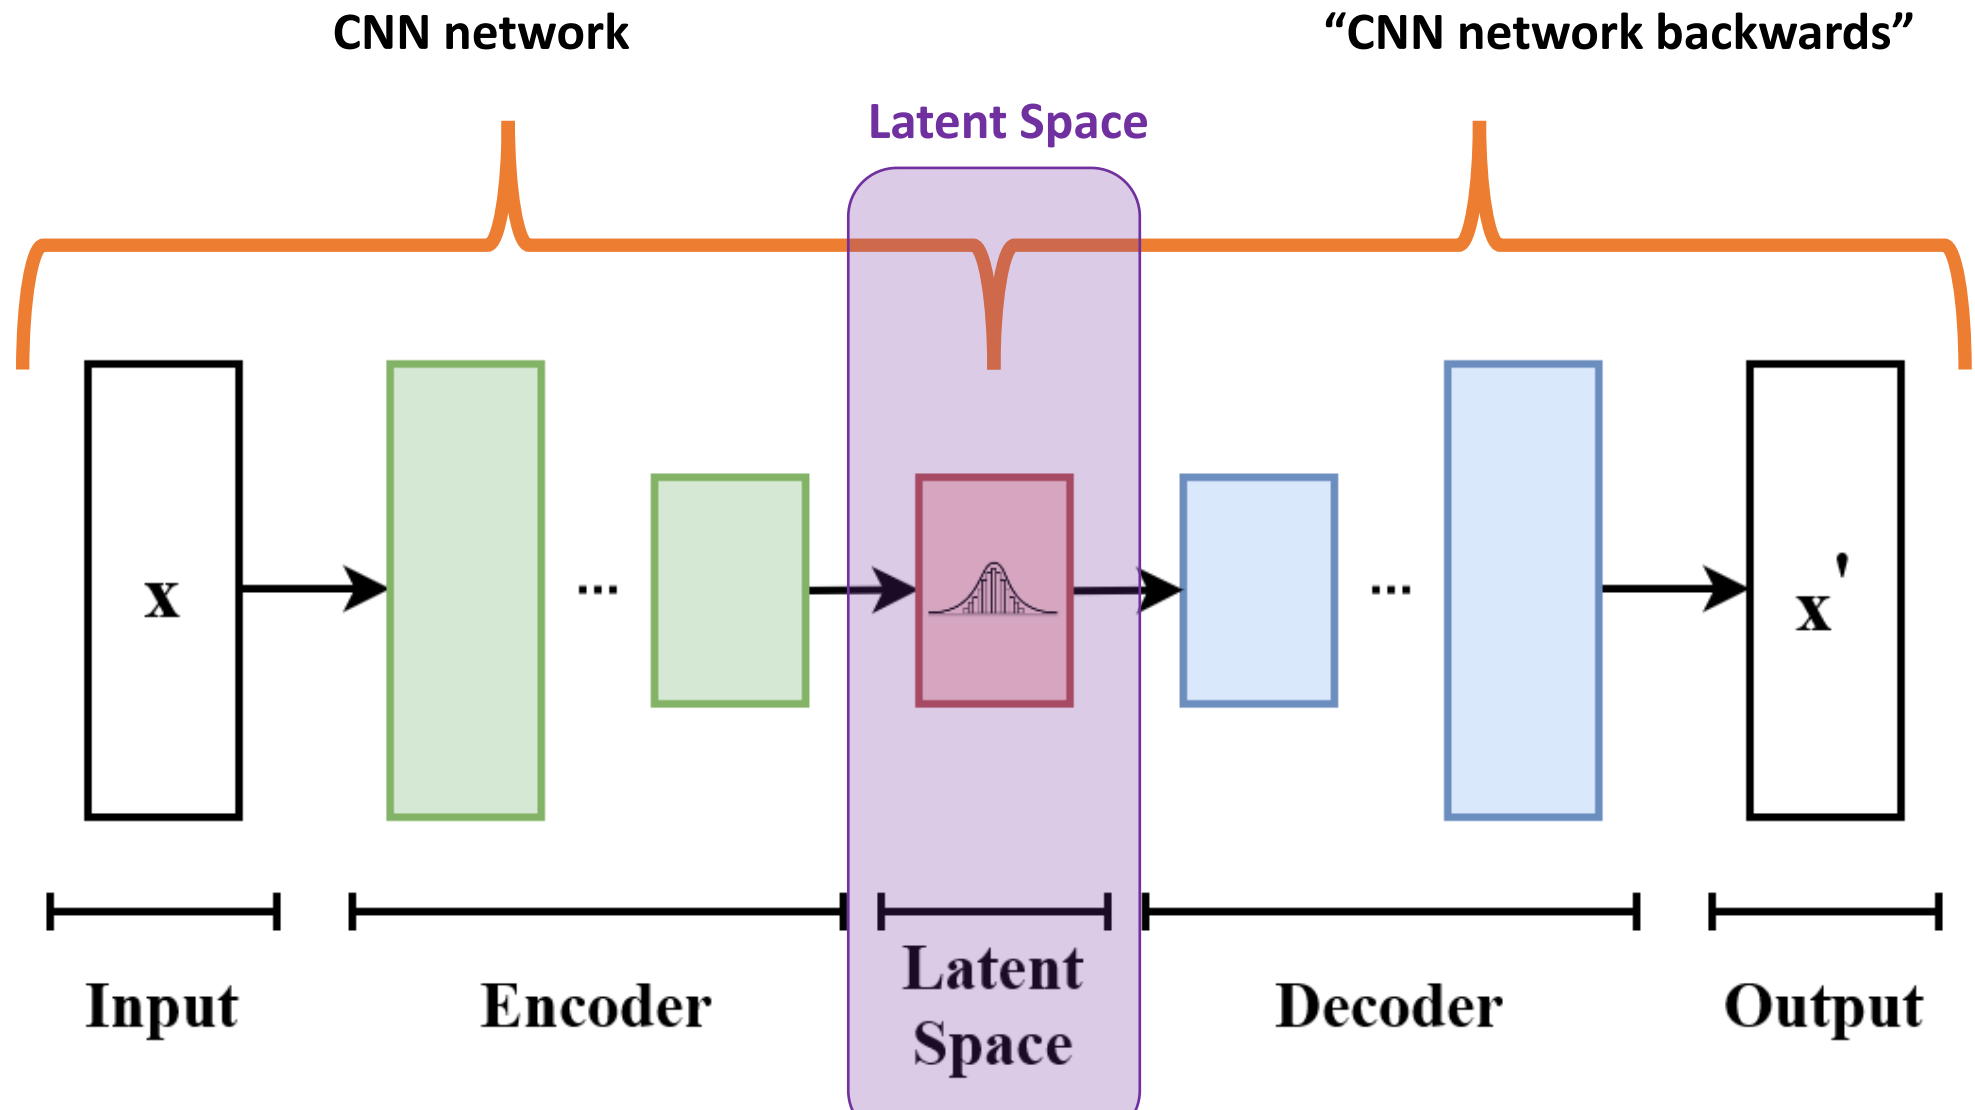 CNN network
“CNN network backwards”
Latent Space
x
...
...
x'
Input
Encoder
Latent
Space
Decoder
Output